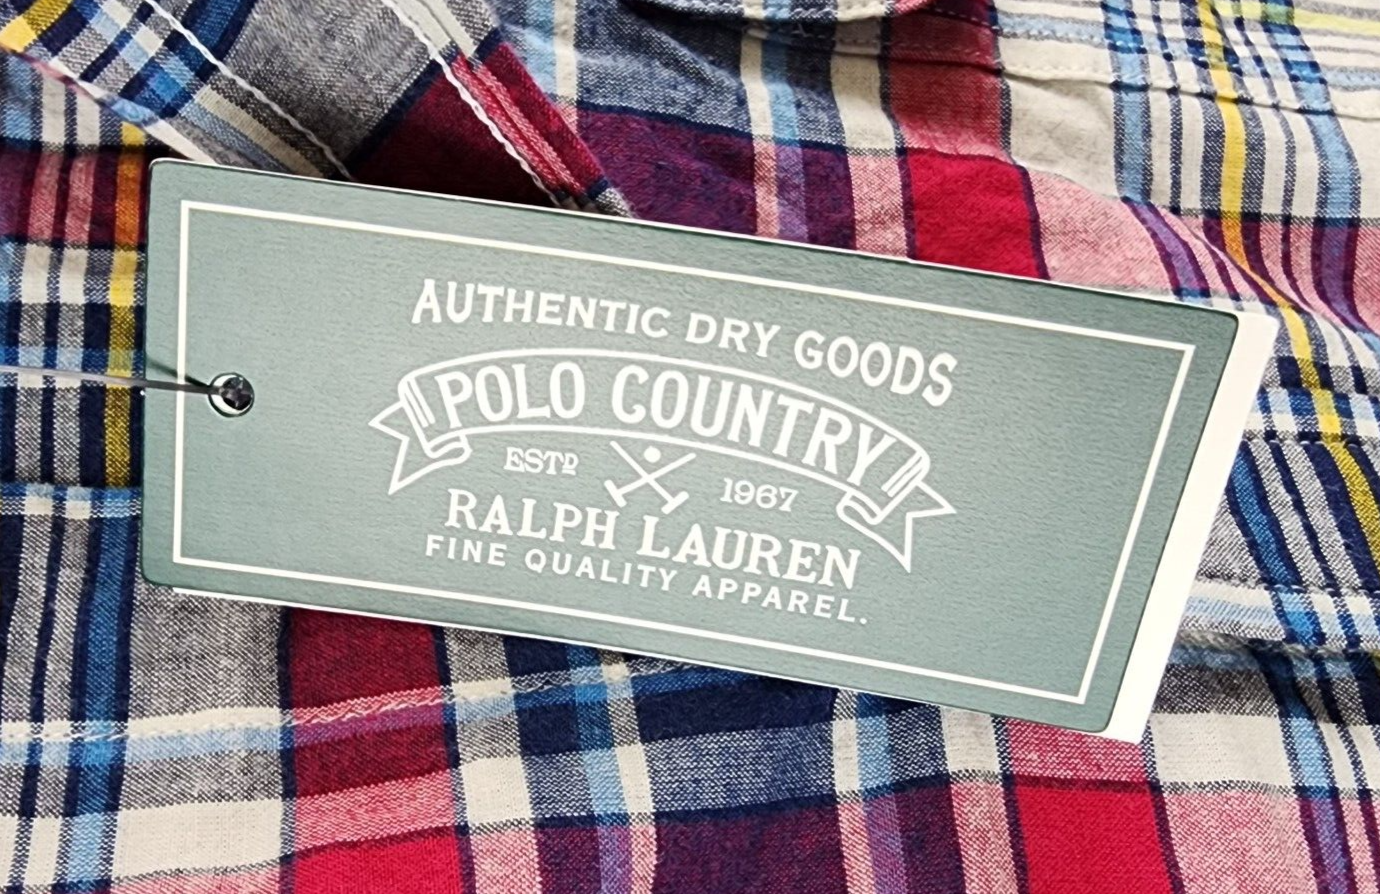 AUTHENTIC DRY GOODS
POLO COUNTRY
ESTD 1967
RALPH LAUREN
FINE QUALITY APPAREL.